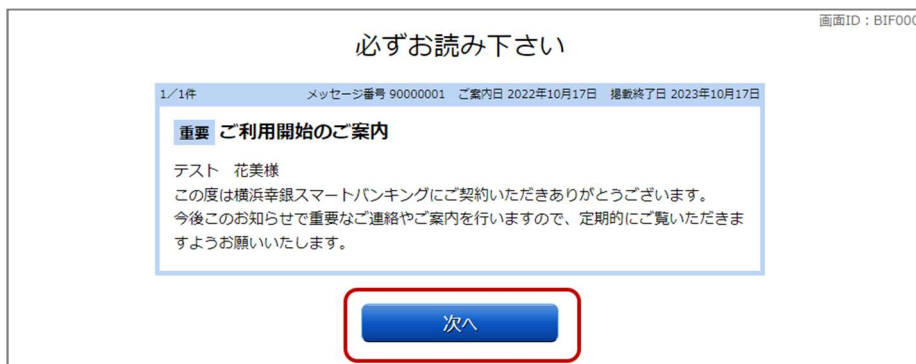 画面ID：BIF000
必ずお読み下さい
1／1件 メッセージ番号 90000001 ご案内日 2022年10月17日 掲載終了日 2023年10月17日
重要 ご利用開始のご案内
テスト　花美様
この度は横浜幸銀スマートバンキングにご契約いただきありがとうございます。
今後このお知らせで重要なご連絡やご案内を行いますので、定期的にご覧いただきま
すようお願いいたします。
次へ